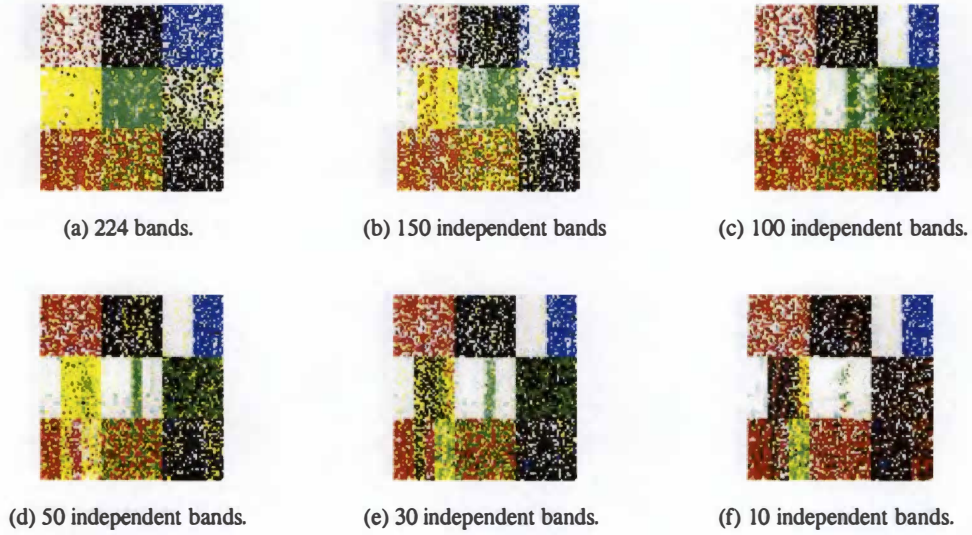 (a) 224 bands.
(b) 150 independent bands
(c) 100 independent bands.
(d) 50 independent bands.
(e) 30 independent bands.
(f) 10 independent bands.